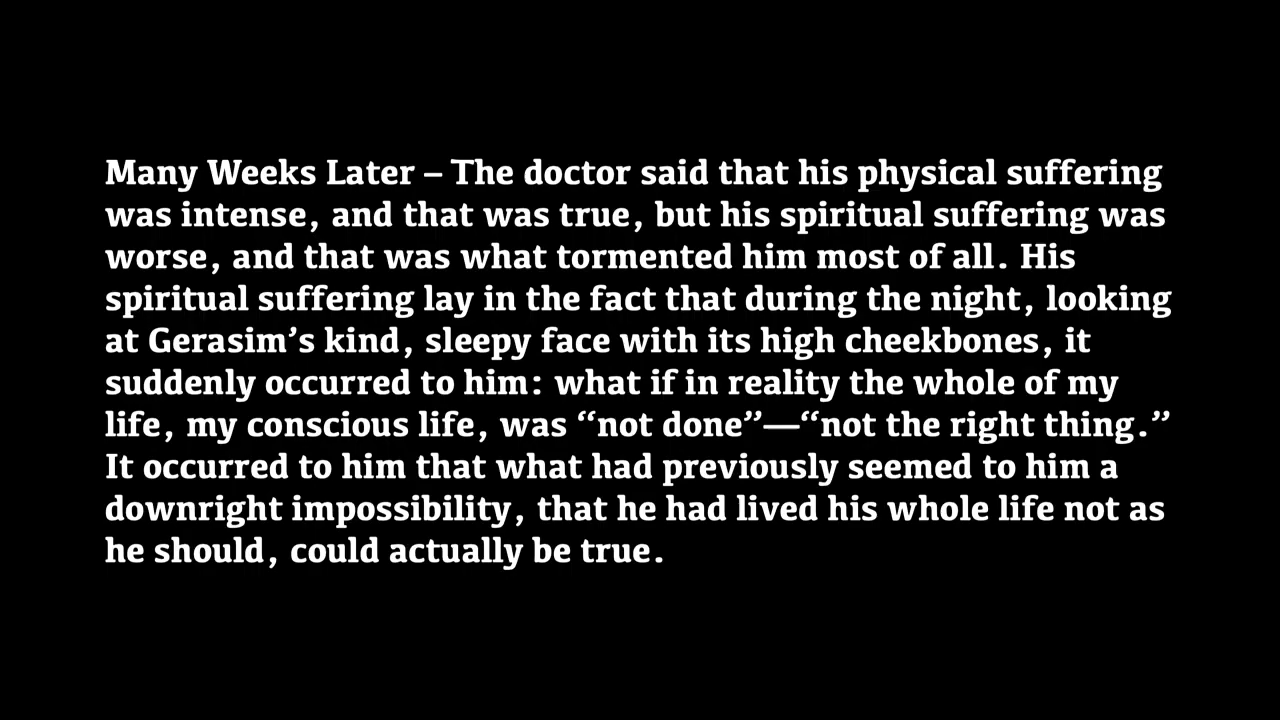 Many Weeks Later – The doctor said that his physical suffering
was intense, and that was true, but his spiritual suffering was
worse, and that was what tormented him most of all. His
spiritual suffering lay in the fact that during the night, looking
at Gerasim’s kind, sleepy face with its high cheekbones, it
suddenly occurred to him: what if in reality the whole of my
life, my conscious life, was “not done”—“not the right thing.”
It occurred to him that what had previously seemed to him a
downright impossibility, that he had lived his whole life not as
he should, could actually be true.